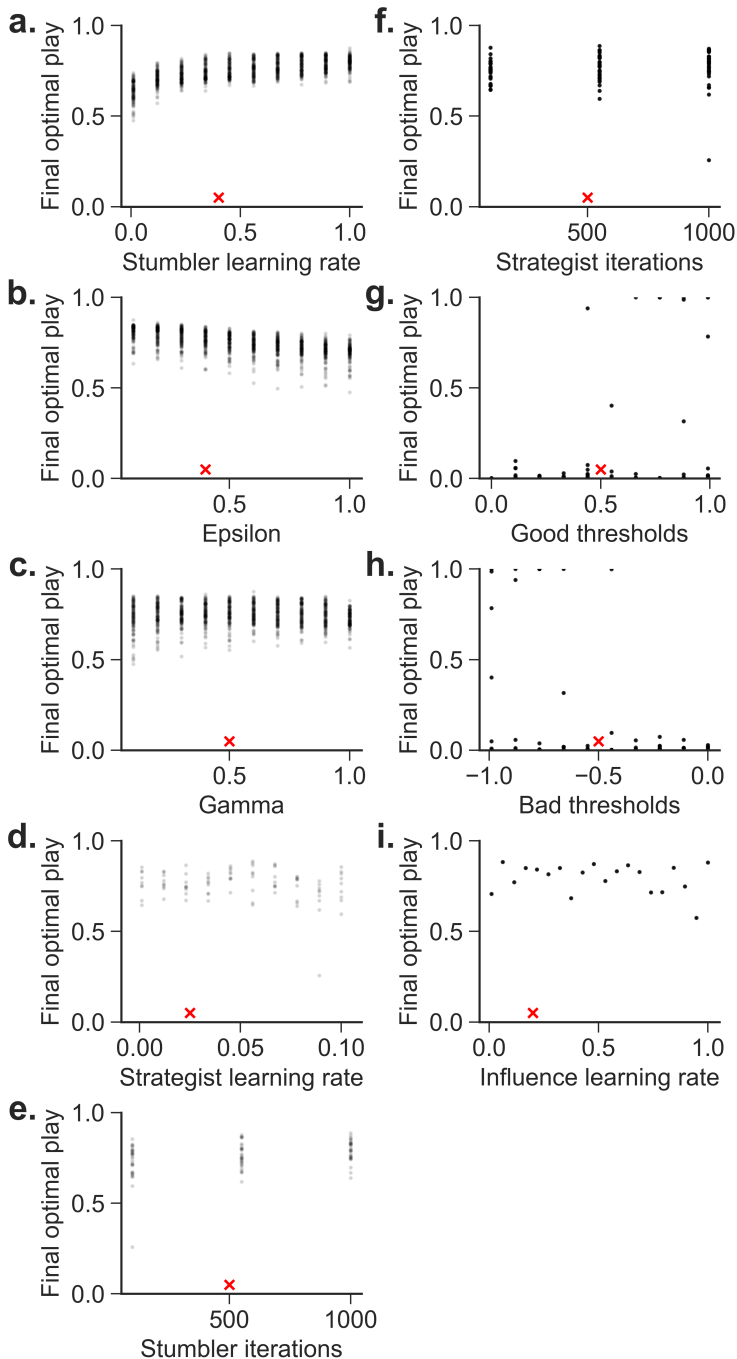 a.
Final optimal play
1.0
0.5
0.0
0.0 0.5 1.0
Stumbler learning rate
f.
Final optimal play
1.0
0.5
0.0
500 1000
Strategist iterations
b.
Final optimal play
1.0
0.5
0.0
0.5 1.0
Epsilon
g.
Final optimal play
1.0
0.5
0.0
0.0 0.5 1.0
Good thresholds
c.
Final optimal play
1.0
0.5
0.0
0.5 1.0
Gamma
h.
Final optimal play
1.0
0.5
0.0
−1.0 −0.5 0.0
Bad thresholds
d.
Final optimal play
1.0
0.5
0.0
0.00 0.05 0.10
Strategist learning rate
i.
Final optimal play
1.0
0.5
0.0
0.0 0.5 1.0
Influence learning rate
e.
Final optimal play
1.0
0.5
0.0
500 1000
Stumbler iterations